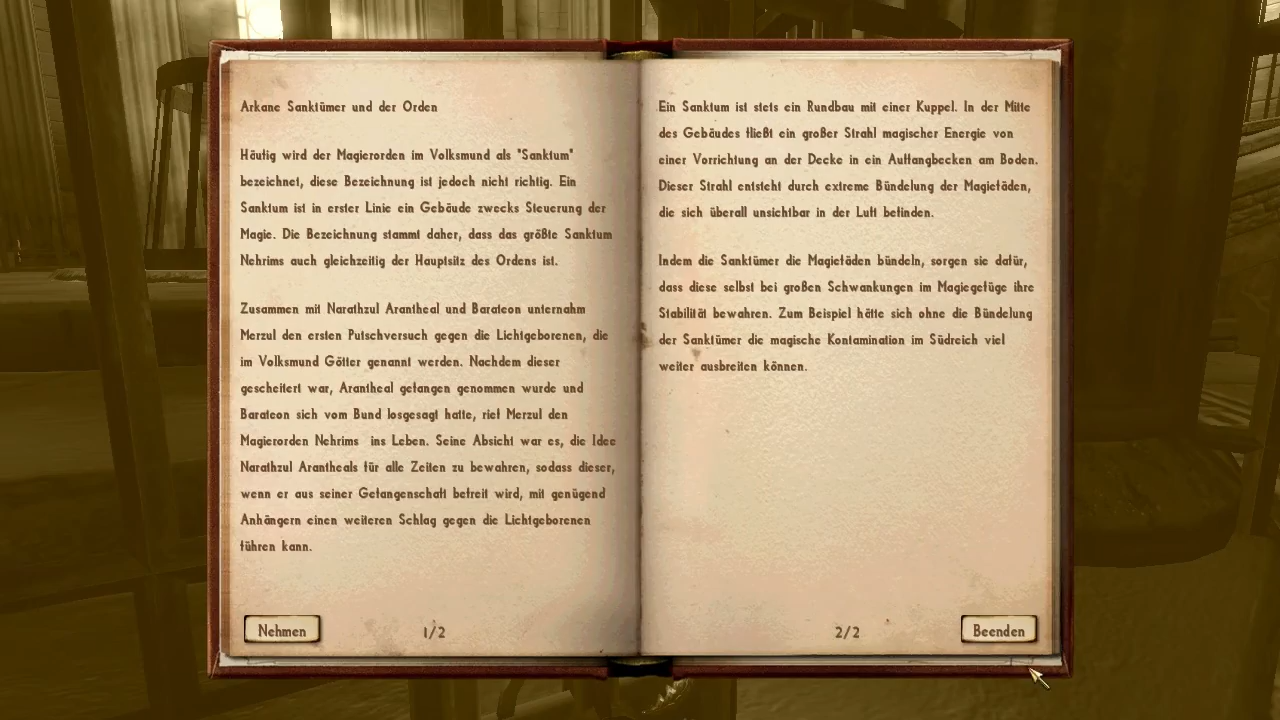 Arkane Sanktümer und der Orden
Häufig wird der Magierorden im Volksmund als "Sanktum"
bezeichnet, diese Bezeichnung ist jedoch nicht richtig. Ein
Sanktum ist in erster Linie ein Gebäude zwecks Steuerung der
Magie. Die Bezeichnung stammt daher, dass das größte Sanktum
Nehrims auch gleichzeitig der Hauptsitz des Ordens ist.
Zusammen mit Narathzul Arantheal und Barateon unternahm
Merzul den ersten Putschversuch gegen die Lichtgeborenen, die
im Volksmund Götter genannt werden. Nachdem dieser
gescheitert war, Arantheal gefangen genommen wurde und
Barateon sich vom Bund losgesagt hatte, rief Merzul den
Magierorden Nehrims  ins Leben. Seine Absicht war es, die Idee
Narathzul Arantheals für alle Zeiten zu bewahren, sodass dieser,
wenn er aus seiner Gefangenschaft befreit wird, mit genügend
Anhängern einen weiteren Schlag gegen die Lichtgeborenen
führen kann.
Nehmen
1/2
Ein Sanktum ist stets ein Rundbau mit einer Kuppel. In der Mitte
des Gebäudes fließt ein großer Strahl magischer Energie von
einer Vorrichtung an der Decke in ein Auffangbecken am Boden.
Dieser Strahl entsteht durch extreme Bündelung der Magiefäden,
die sich überall unsichtbar in der Luft befinden.
Indem die Sanktümer die Magiefäden bündeln, sorgen sie dafür,
dass diese selbst bei großen Schwankungen im Magiegefüge ihre
Stabilität bewahren. Zum Beispiel hätte sich ohne die Bündelung
der Sanktümer die magische Kontamination im Südreich viel
weiter ausbreiten können.
2/2
Beenden